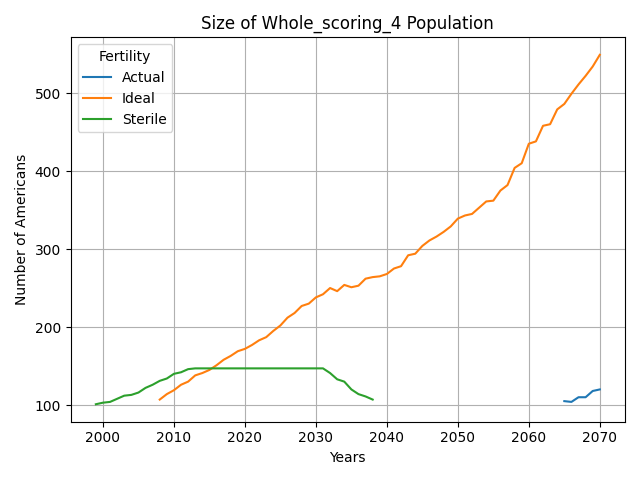 Size of Whole_scoring_4 Population
Fertility
Actual
Ideal
Sterile
Number of Americans
500
400
300
200
100
2000 2010 2020 2030 2040 2050 2060 2070
Years